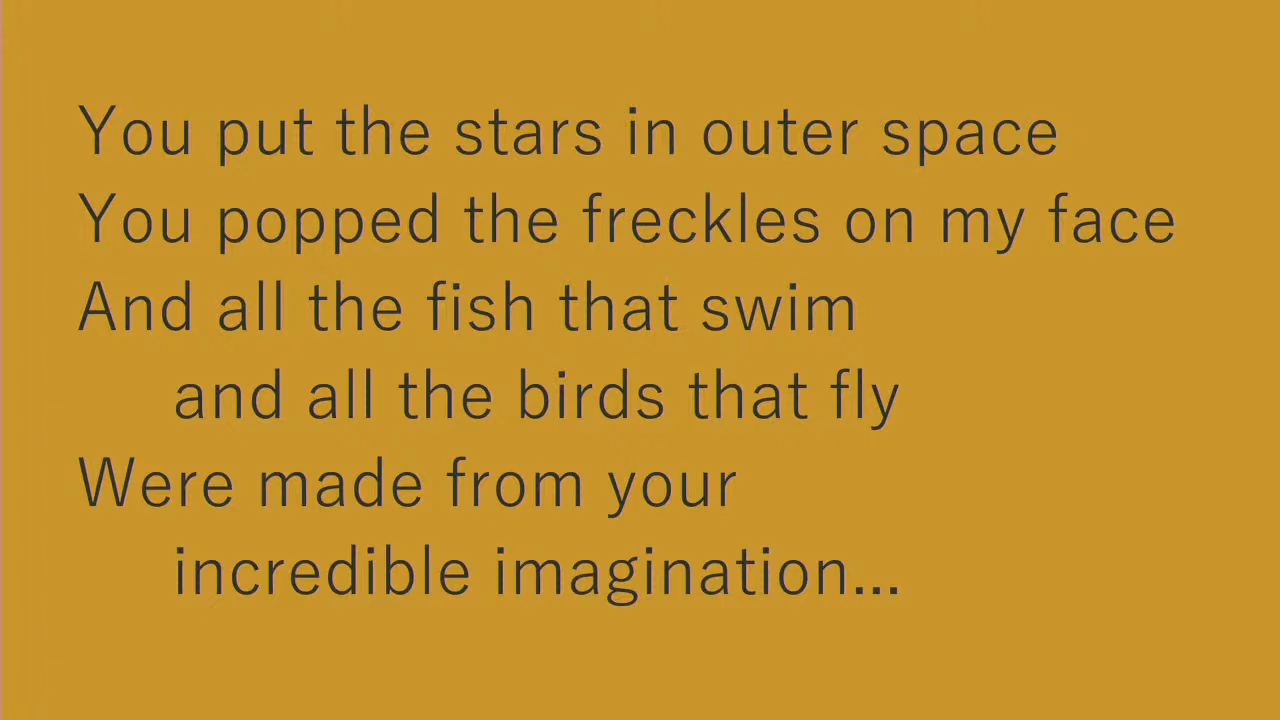 You put the stars in outer space
You popped the freckles on my face
And all the fish that swim
and all the birds that fly
Were made from your
incredible imagination...